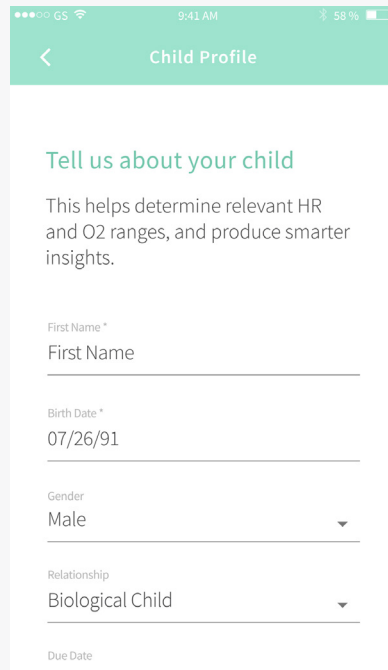 GS 9:41 AM 58 %
Child Profile
Tell us about your child
This helps determine relevant HR
and O2 ranges, and produce smarter
insights.
First Name *
First Name
Birth Date *
07/26/91
Gender
Male
Relationship
Biological Child
Due Date